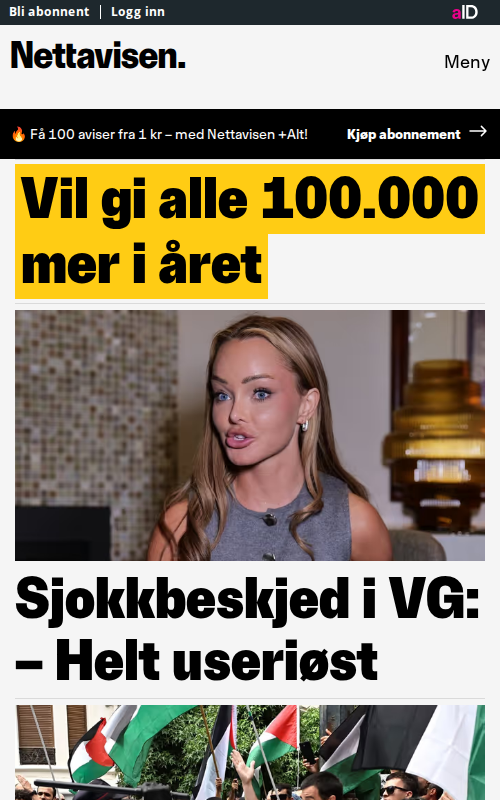 Bli abonnent Logg inn aID
Nettavisen.
Meny
🔥 Få 100 aviser fra 1 kr – med Nettavisen +Alt! Kjøp abonnement →
Vil gi alle 100.000
mer i året
Sjokkbeskjed i VG:
– Helt useriøst